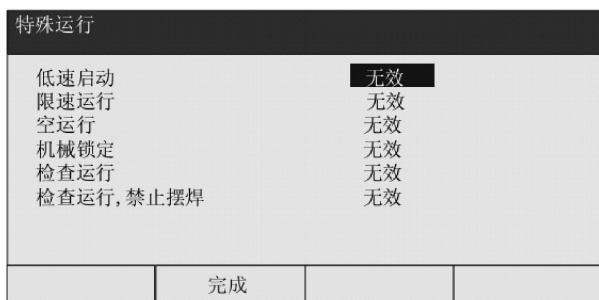 特殊运行
低速启动 无效
限速运行 无效
空运行 无效
机械锁定 无效
检查运行 无效
检查运行,禁止摆焊 无效
完成